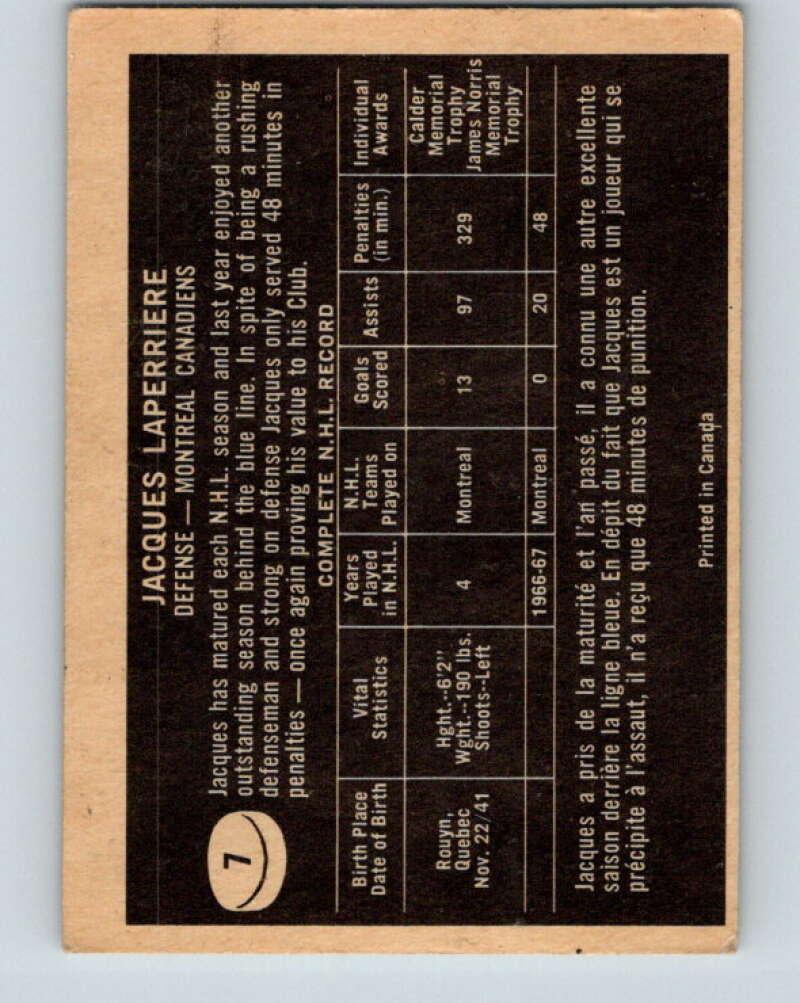 JACQUES LAPERRIERE
DEFENSE — MONTREAL CANADIENS
7
Jacques has matured each N.H.L. season and last year enjoyed another
outstanding season behind the blue line. In spite of being a rushing
defenseman and strong on defense Jacques only served 48 minutes in
penalties — once again proving his value to his Club.
COMPLETE N.H.L. RECORD
Birth Place Date of Birth | Vital Statistics | Years Played in N.H.L. | N.H.L. Teams Played on | Goals Scored | Assists | Penalties (in min.) | Individual Awards
Rouyn, Quebec Nov. 22/41 | Hght.--6'2" Wght.--190 lbs. Shoots--Left | 4 | Montreal | 13 | 97 | 329 | Calder Memorial Trophy James Norris Memorial Trophy
1966-67 | Montreal | 0 | 20 | 48
Jacques a pris de la maturité et l'an passé, il a connu une autre excellente
saison derrière la ligne bleue. En dépit du fait que Jacques est un joueur qui se
précipite à l'assaut, il n'a reçu que 48 minutes de punition.
Printed in Canada